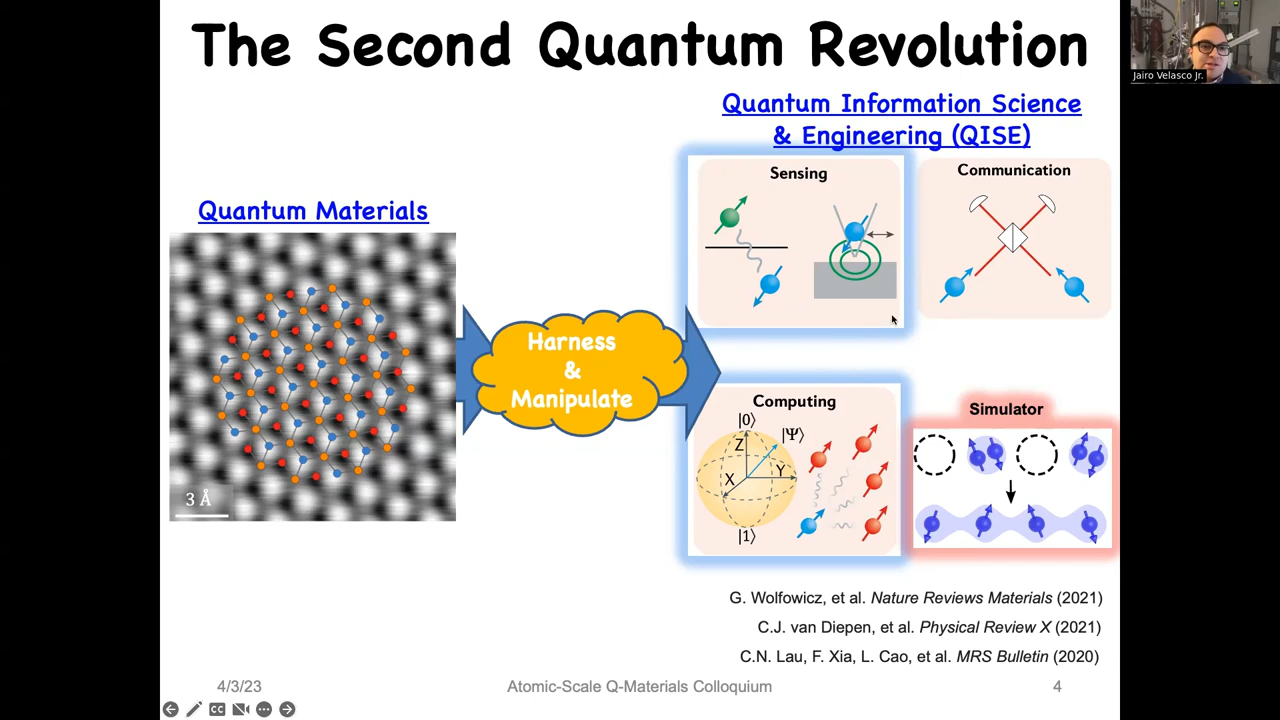 The Second Quantum Revolution
Jairo Velasco Jr.
Quantum Information Science
& Engineering (QISE)
Quantum Materials
Sensing
Communication
Harness
&
Manipulate
Computing
|0⟩
Z
|Ψ⟩
X
Y
|1⟩
Simulator
3 Å
G. Wolfowicz, et al. Nature Reviews Materials (2021)
C.J. van Diepen, et al. Physical Review X (2021)
C.N. Lau, F. Xia, L. Cao, et al. MRS Bulletin (2020)
4/3/23
Atomic-Scale Q-Materials Colloquium
4
CC